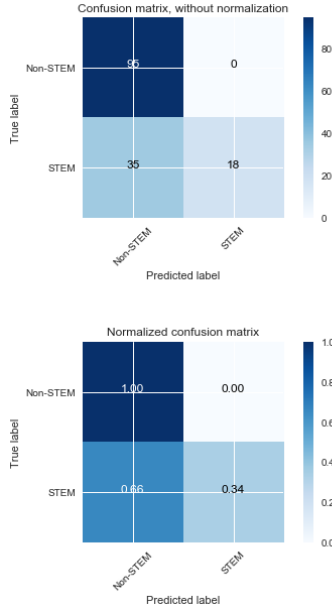 Confusion matrix, without normalization
Non-STEM
STEM
True label
95
0
35
18
80
60
40
20
0
Non-STEM
STEM
Predicted label
Normalized confusion matrix
Non-STEM
STEM
True label
1.00
0.00
0.66
0.34
1.0
0.8
0.6
0.4
0.2
0.0
Non-STEM
STEM
Predicted label